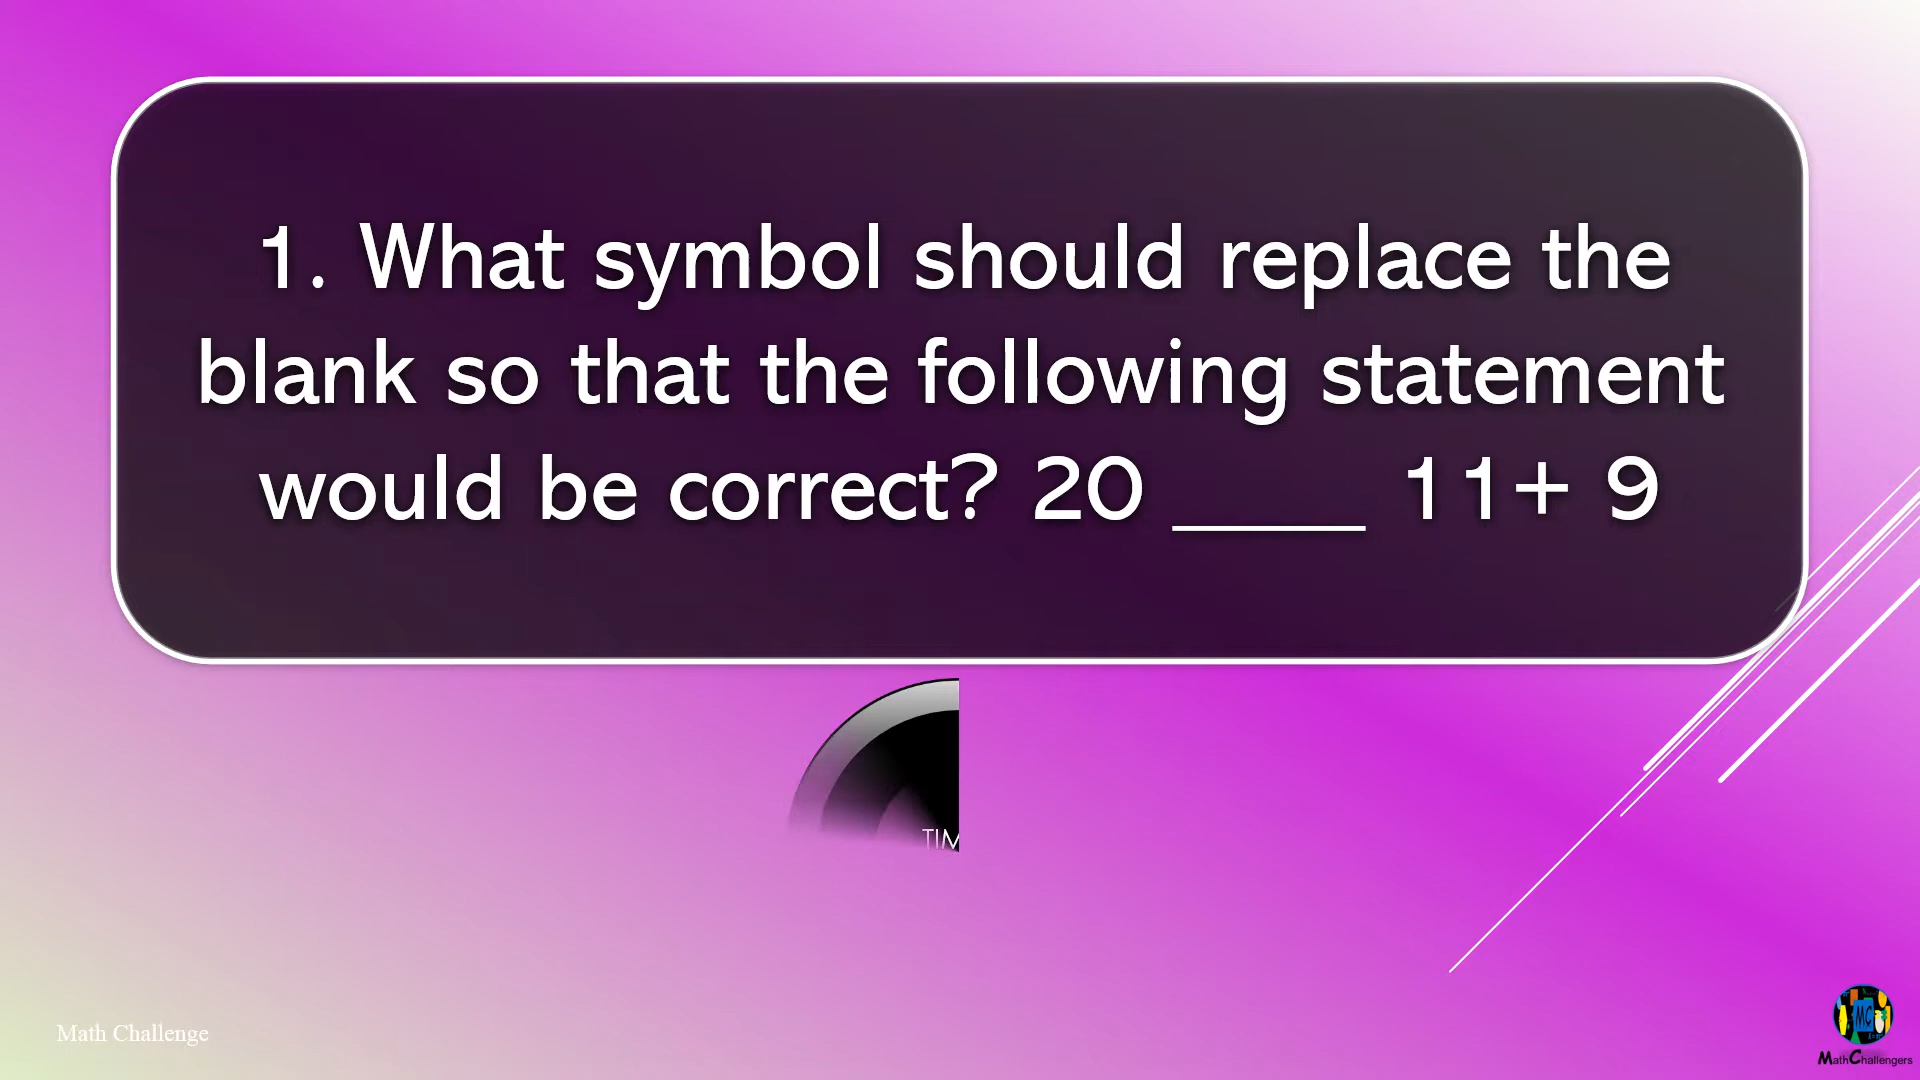 1. What symbol should replace the
blank so that the following statement
would be correct? 20 ____ 11+ 9
TIM
Math Challenge
MC
MathChallengers